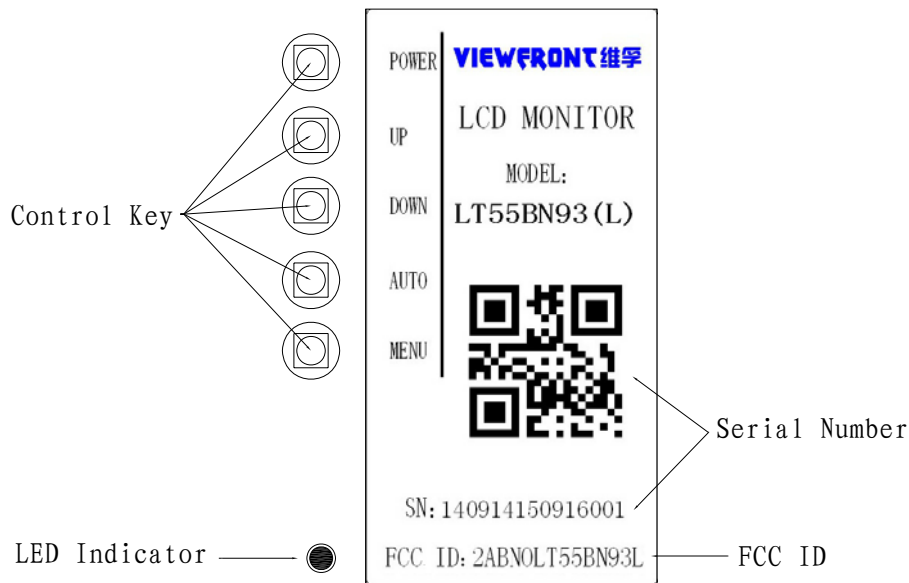 POWER
VIEWFRONT维孚
UP
LCD MONITOR
MODEL:
Control Key
DOWN
LT55BN93(L)
AUTO
MENU
Serial Number
SN:140914150916001
LED Indicator
FCC ID: 2ABNOLT55BN93L
FCC ID